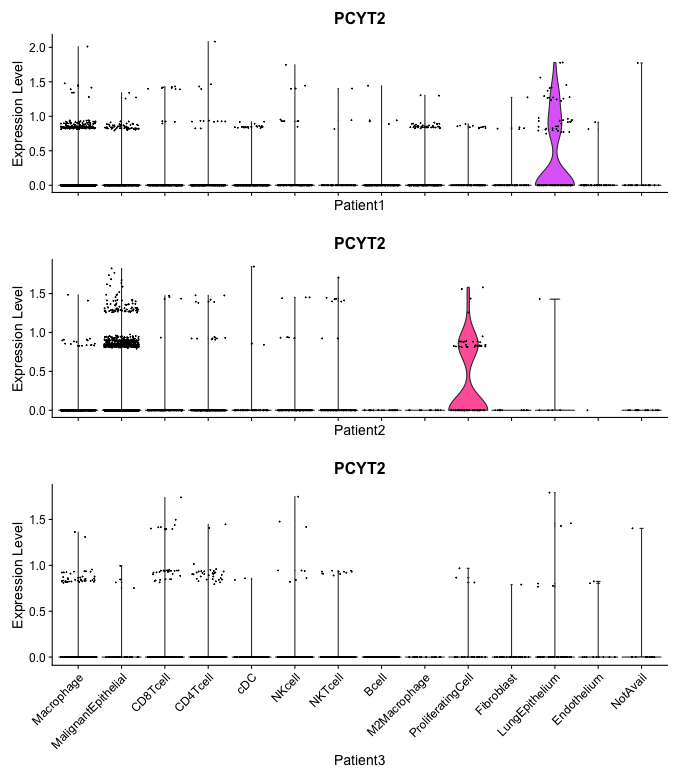 PCYT2
Expression Level
2.0
1.5
1.0
0.5
0.0
Patient1
PCYT2
Expression Level
1.5
1.0
0.5
0.0
Patient2
PCYT2
Expression Level
1.5
1.0
0.5
0.0
Macrophage
MalignantEpithelial
CD8Tcell
CD4Tcell
cDC
NKcell
NKTcell
Bcell
M2Macrophage
ProliferatingCell
Fibroblast
LungEpithelium
Endothelium
NotAvail
Patient3